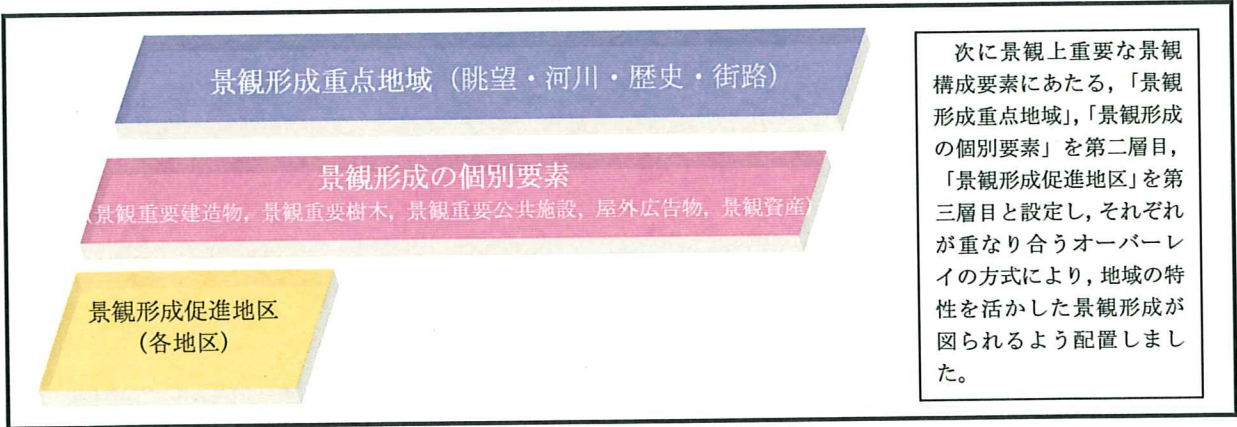 景観形成重点地域（眺望・河川・歴史・街路）
景観形成の個別要素
（景観重要建造物，景観重要樹木，景観重要公共施設，屋外広告物，景観資産）
景観形成促進地区
（各地区）
次に景観上重要な景観
構成要素にあたる，「景観
形成重点地域」，「景観形成
の個別要素」を第二層目，
「景観形成促進地区」を第
三層目と設定し，それぞれ
が重なり合うオーバーレ
イの方式により，地域の特
性を活かした景観形成が
図られるよう配置しまし
た。